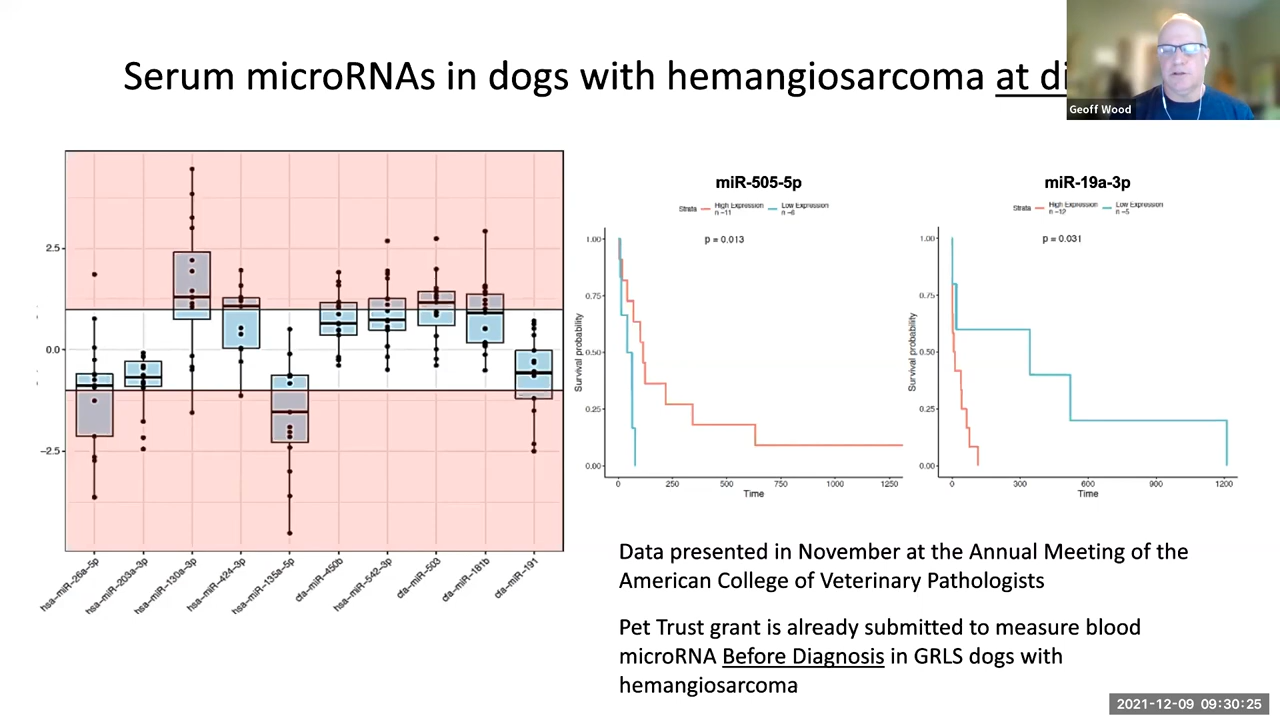 Serum microRNAs in dogs with hemangiosarcoma at di
Geoff Wood
2.5
0.0
−2.5
hsa−miR−26a−5p
hsa−miR−203a−3p
hsa−miR−130a−3p
hsa−miR−424−3p
hsa−miR−135a−5p
cfa−miR−450b
hsa−miR−542−3p
cfa−miR−503
cfa−miR−181b
cfa−miR−191
miR-505-5p
Strata High Expression n =11 Low Expression n =6
p = 0.013
Survival probability
1.00
0.75
0.50
0.25
0.00
0 250 500 750 1000 1250
Time
miR-19a-3p
Strata High Expression n =12 Low Expression n =5
p = 0.031
Survival probability
1.00
0.75
0.50
0.25
0.00
0 300 600 900 1200
Time
Data presented in November at the Annual Meeting of the
American College of Veterinary Pathologists
Pet Trust grant is already submitted to measure blood
microRNA Before Diagnosis in GRLS dogs with
hemangiosarcoma
2021-12-09 09:30:25